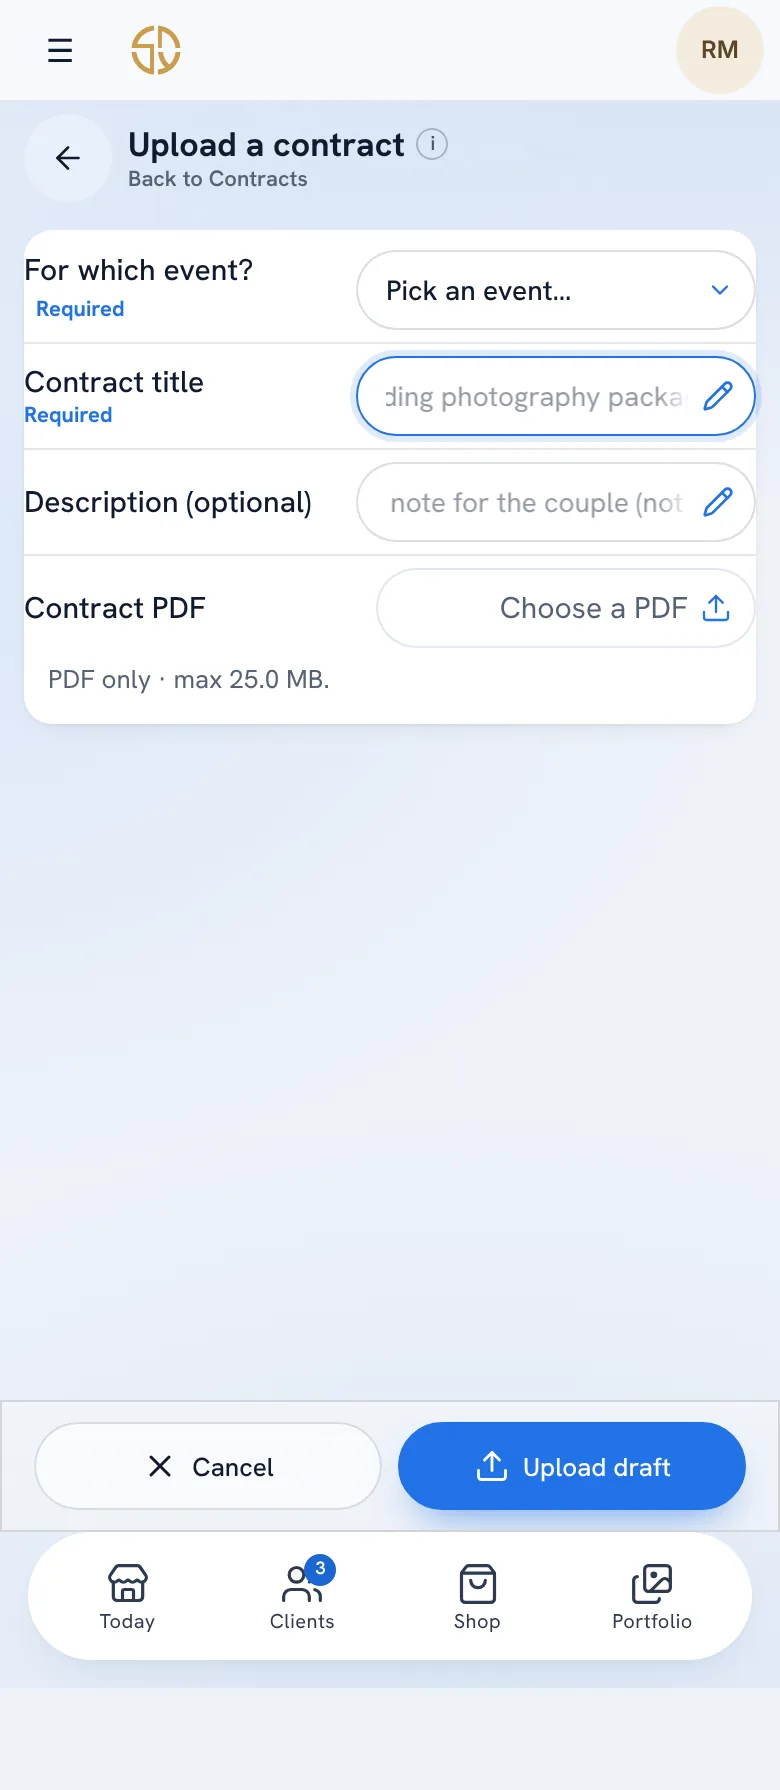 RM
Upload a contract
Back to Contracts
For which event?
Required
Pick an event...
Contract title
Required
ding photography packa
Description (optional)
note for the couple (not
Contract PDF
Choose a PDF
PDF only · max 25.0 MB.
Cancel
Upload draft
3
Today
Clients
Shop
Portfolio